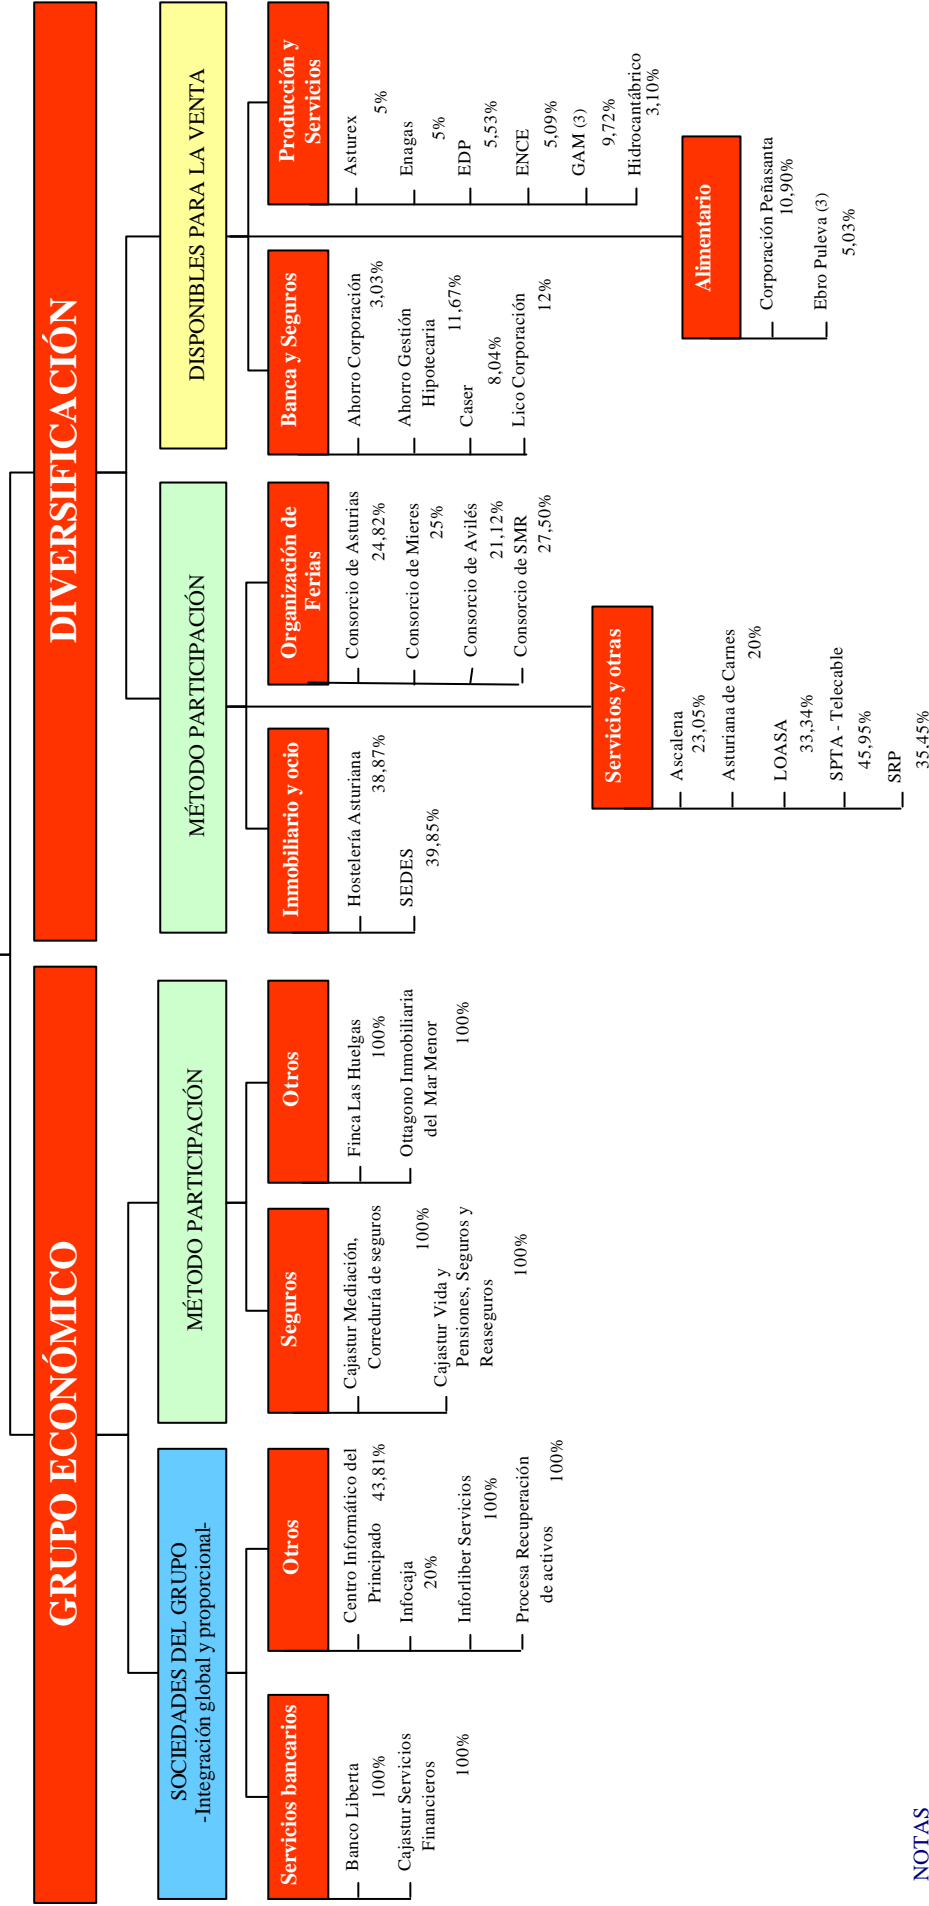 GRUPO ECONÓMICO
SOCIEDADES DEL GRUPO
-Integración global y proporcional-
Servicios bancarios
Banco Liberta
100%
Cajastur Servicios
Financieros
100%
Otros
Centro Informático del
Principado 43,81%
Infocaja
20%
Inforliber Servicios
100%
Procesa Recuperación
de activos
100%
MÉTODO PARTICIPACIÓN
Seguros
Cajastur Mediación,
Correduría de seguros
100%
Cajastur Vida y
Pensiones, Seguros y
Reaseguros
100%
Otros
Finca Las Huelgas
100%
Ottagono Inmobiliaria
del Mar Menor
100%
DIVERSIFICACIÓN
MÉTODO PARTICIPACIÓN
Inmobiliario y ocio
Hostelería Asturiana
38,87%
SEDES
39,85%
Organización de
Ferias
Consorcio de Asturias
24,82%
Consorcio de Mieres
25%
Consorcio de Avilés
21,12%
Consorcio de SMR
27,50%
Servicios y otras
Ascalena
23,05%
Asturiana de Carnes
20%
LOASA
33,34%
SPTA - Telecable
45,95%
SRP
35.45%
DISPONIBLES PARA LA VENTA
Banca y Seguros
Ahorro Corporación
3,03%
Ahorro Gestión
Hipotecaria
11,67%
Caser
8,04%
Lico Corporación
12%
Producción y
Servicios
Asturex
5%
Enagas
5%
EDP
5,53%
ENCE
5,09%
GAM (3)
9,72%
Hidrocantábrico
3,10%
Alimentario
Corporación Peñasanta
10,90%
Ebro Puleva (3)
5,03%
NOTAS